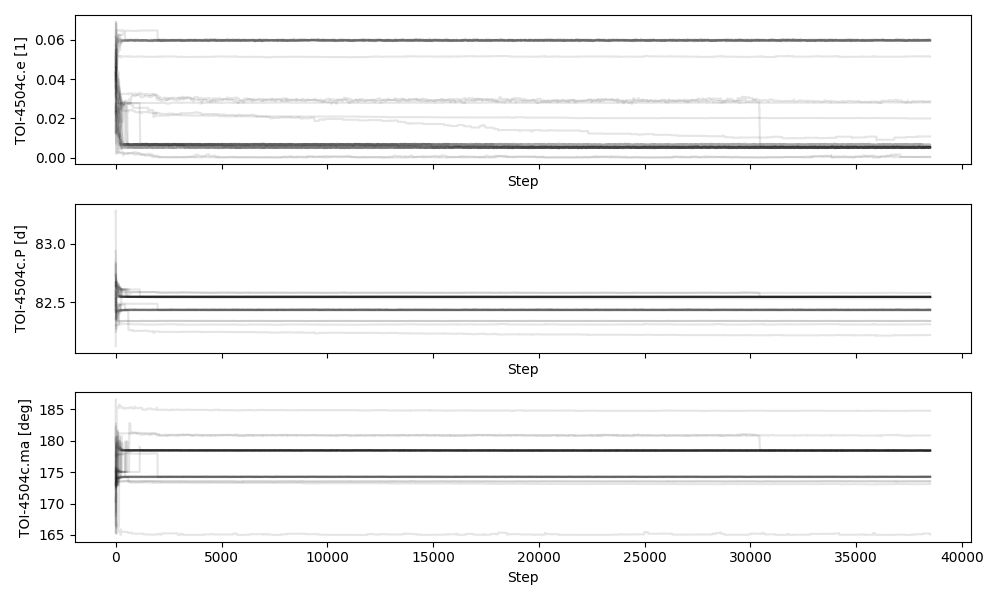 TOI-4504c.e [1]
0.06
0.04
0.02
0.00
Step
TOI-4504c.P [d]
83.0
82.5
Step
TOI-4504c.ma [deg]
185
180
175
170
165
0 5000 10000 15000 20000 25000 30000 35000 40000
Step